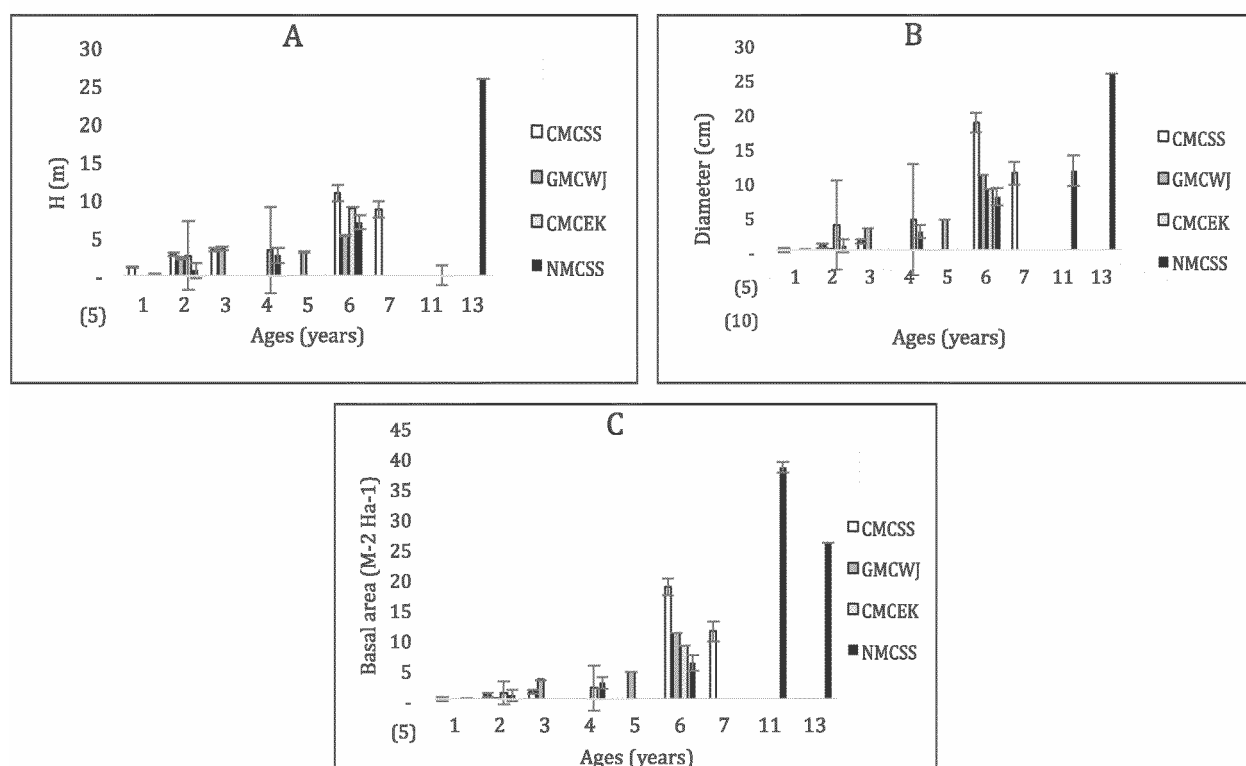 A
30
25
20
15
10
5
-
(5)
H (m)
1 2 3 4 5 6 7 11 13
Ages (years)
CMCSS
GMCWJ
CMCEK
NMCSS
B
30
25
20
15
10
5
-
(5)
(10)
Diameter (cm)
1 2 3 4 5 6 7 11 13
Ages (years)
CMCSS
GMCWJ
CMCEK
NMCSS
C
45
40
35
30
25
20
15
10
5
-
(5)
Basal area (M-2 Ha-1)
1 2 3 4 5 6 7 11 13
Ages (years)
CMCSS
GMCWJ
CMCEK
NMCSS